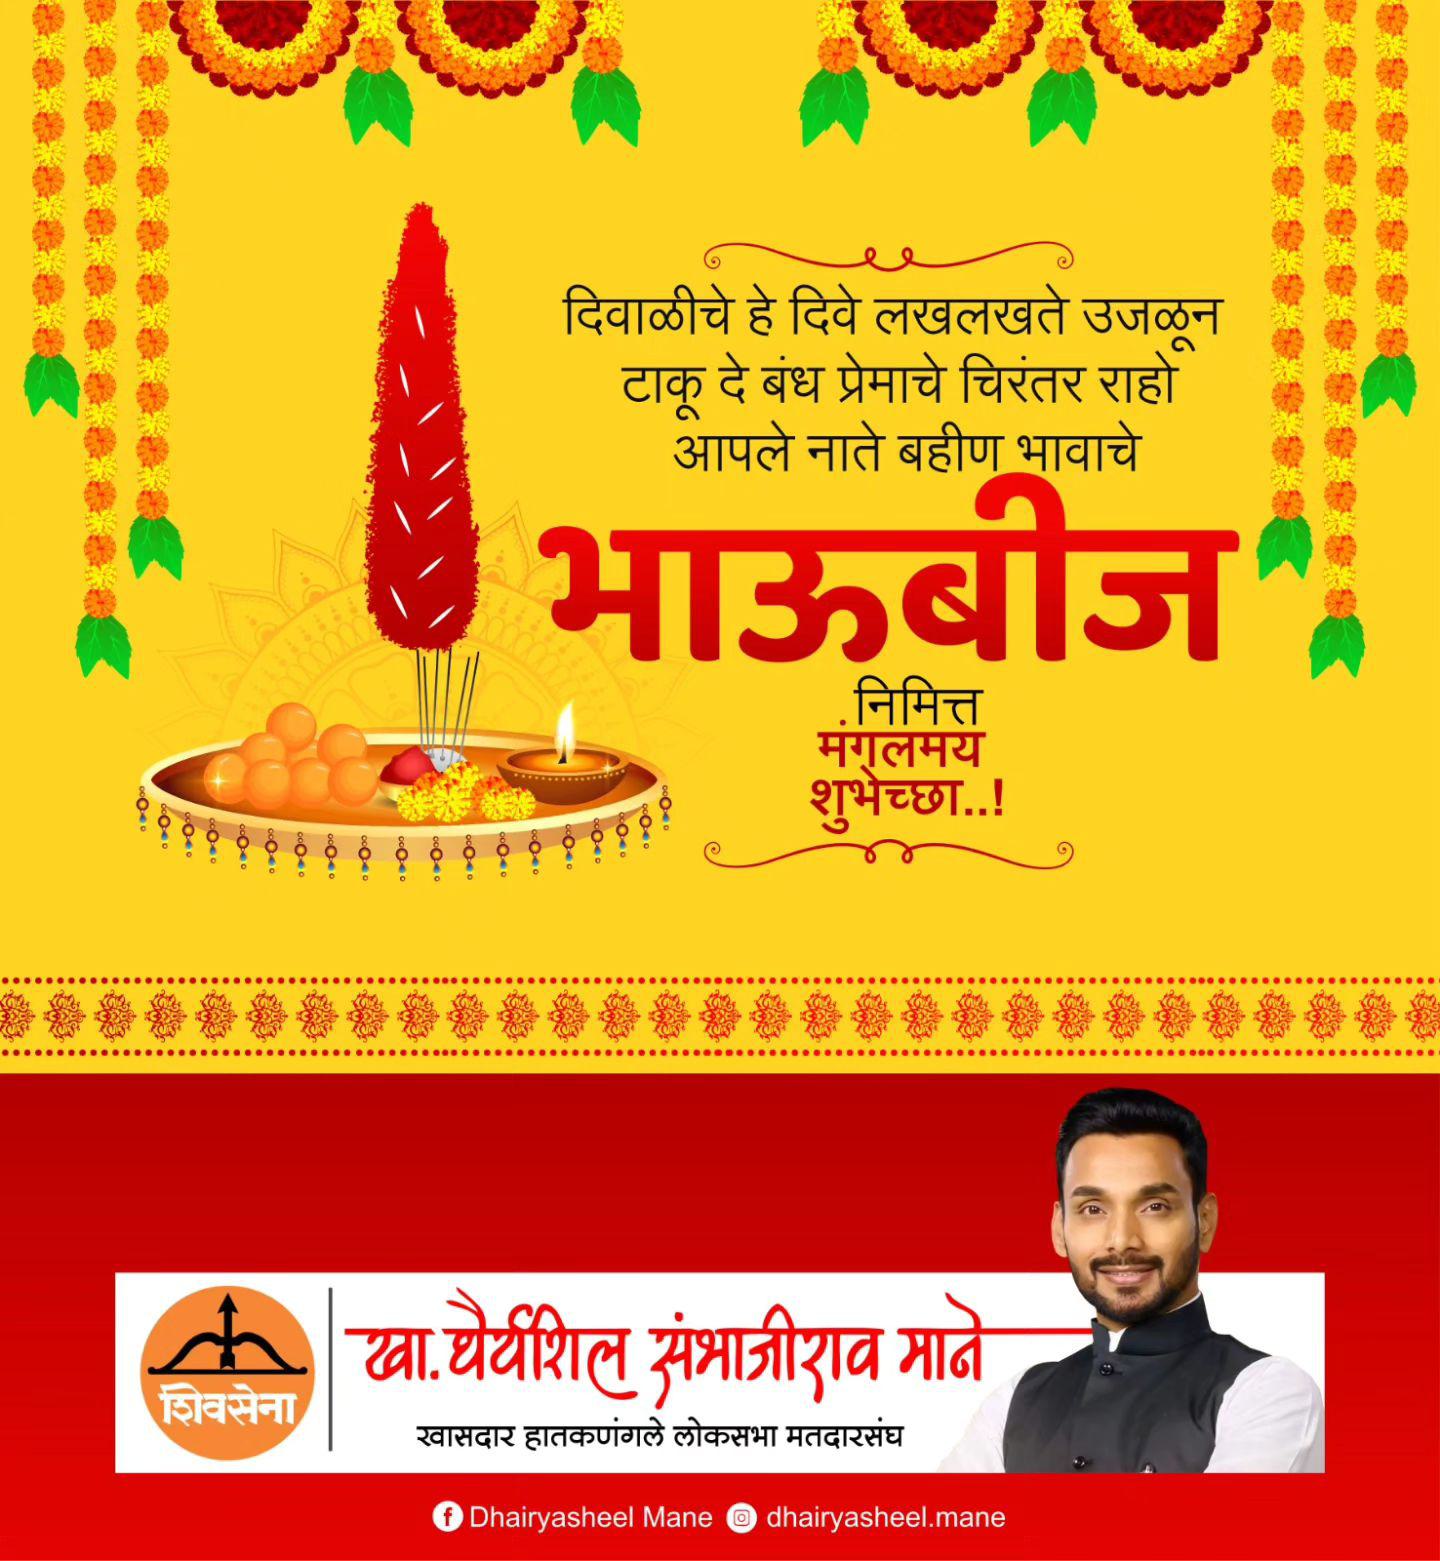 दिवाळीचे हे दिवे लखलखते उजळून
टाकू दे बंध प्रेमाचे चिरंतर राहो
आपले नाते बहीण भावाचे
भाऊबीज
निमित्त
मंगलमय
शुभेच्छा..!
शिवसेना
खा. धैर्यशिल संभाजीराव माने
खासदार हातकणंगले लोकसभा मतदारसंघ
Dhairyasheel Mane dhairyasheel.mane